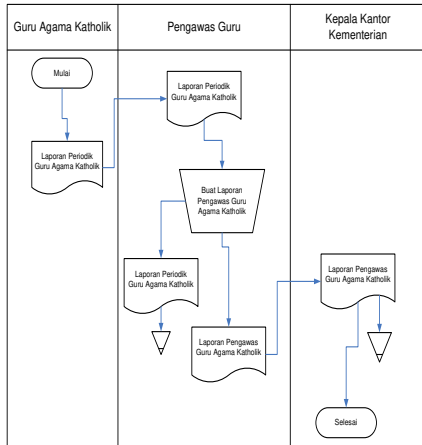 Guru Agama Katholik
Pengawas Guru
Kepala Kantor
Kementerian
Mulai
Laporan Periodik
Guru Agama Katholik
Laporan Periodik
Guru Agama Katholik
Buat Laporan
Pengawas Guru
Agama Katholik
Laporan Periodik
Guru Agama Katholik
Laporan Pengawas
Guru Agama Katholik
Laporan Pengawas
Guru Agama Katholik
Selesai